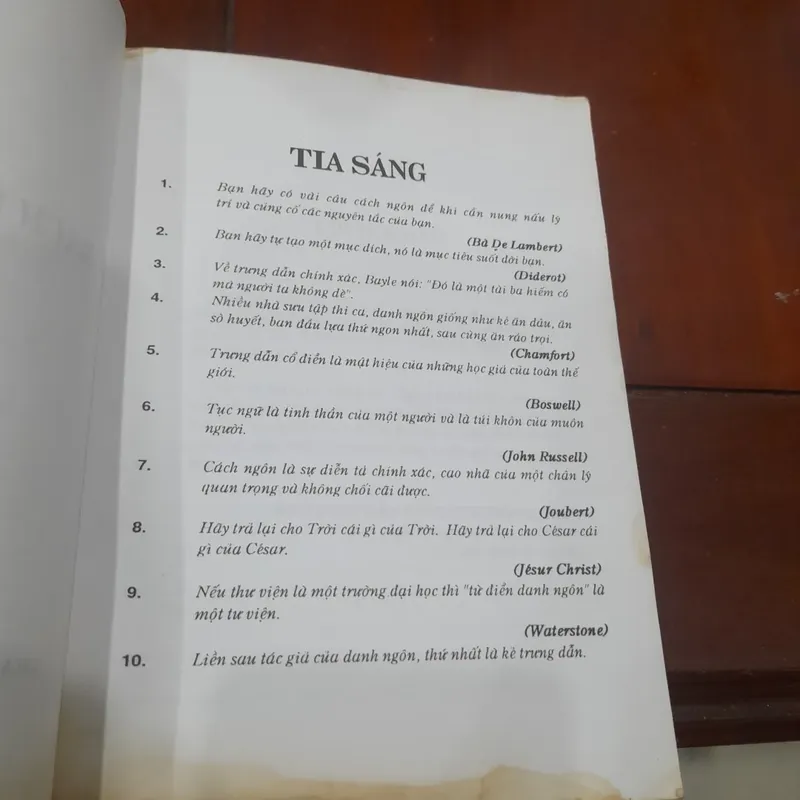 TIA SÁNG
1. Bạn hãy có vài câu cách ngôn để khi cần nung nấu lý
trí và củng cố các nguyên tắc của bạn.
(Bà De Lambert)
2. Bạn hãy tự tạo một mục đích, nó là mục tiêu suốt đời bạn.
(Diderot)
3. Về trưng dẫn chính xác, Bayle nói: "Đó là một tài ba hiếm có
mà người ta không dè".
4. Nhiều nhà sưu tập thi ca, danh ngôn giống như kẻ ăn dâu, ăn
sò huyết, ban đầu lựa thứ ngon nhất, sau cùng ăn ráo trọi.
(Chamfort)
5. Trưng dẫn cổ điển là mật hiệu của những học giả của toàn thế
giới.
(Boswell)
6. Tục ngữ là tinh thần của một người và là túi khôn của muôn
người.
(John Russell)
7. Cách ngôn là sự diễn tả chính xác, cao nhã của một chân lý
quan trọng và không chối cãi được.
(Joubert)
8. Hãy trả lại cho Trời cái gì của Trời. Hãy trả lại cho César cái
gì của César.
(Jésur Christ)
9. Nếu thư viện là một trường đại học thì "từ điển danh ngôn" là
một tư viện.
(Waterstone)
10. Liền sau tác giả của danh ngôn, thứ nhất là kẻ trưng dẫn.